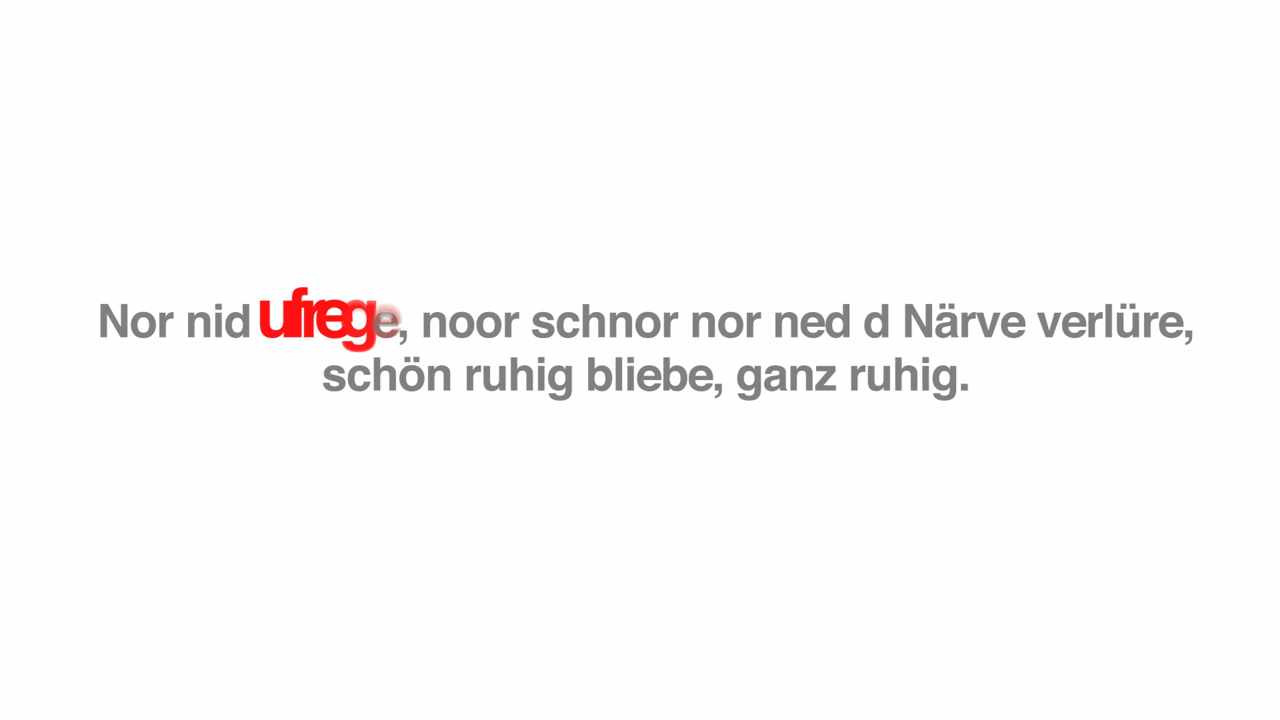 Nor nid ufrege, noor schnor nor ned d Närve verlüre,
schön ruhig bliebe, ganz ruhig.